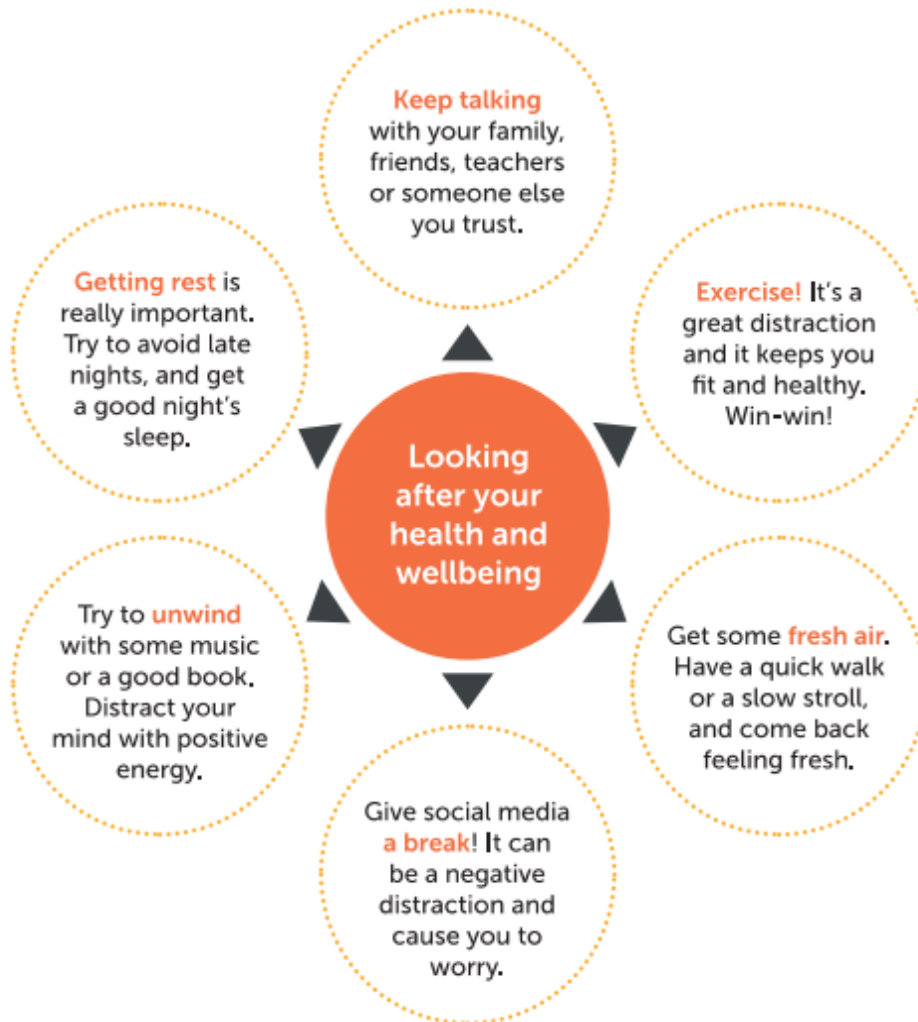 Keep talking
with your family,
friends, teachers
or someone else
you trust.
Getting rest is
really important.
Try to avoid late
nights, and get
a good night's
sleep.
Exercise! It's a
great distraction
and it keeps you
fit and healthy.
Win-win!
Looking
after your
health and
wellbeing
Try to unwind
with some music
or a good book.
Distract your
mind with positive
energy.
Get some fresh air.
Have a quick walk
or a slow stroll,
and come back
feeling fresh.
Give social media
a break! It can
be a negative
distraction and
cause you to
worry.